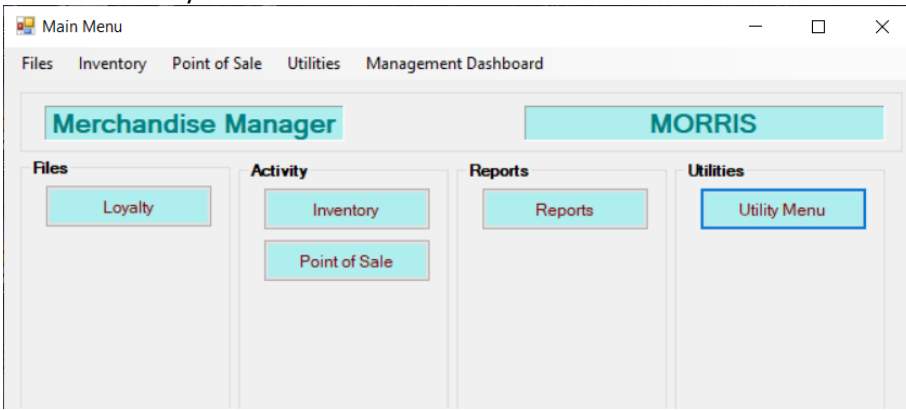 Main Menu
Files Inventory Point of Sale Utilities Management Dashboard
Merchandise Manager MORRIS
Files Activity Reports Utilities
Loyalty Inventory Reports Utility Menu
Point of Sale